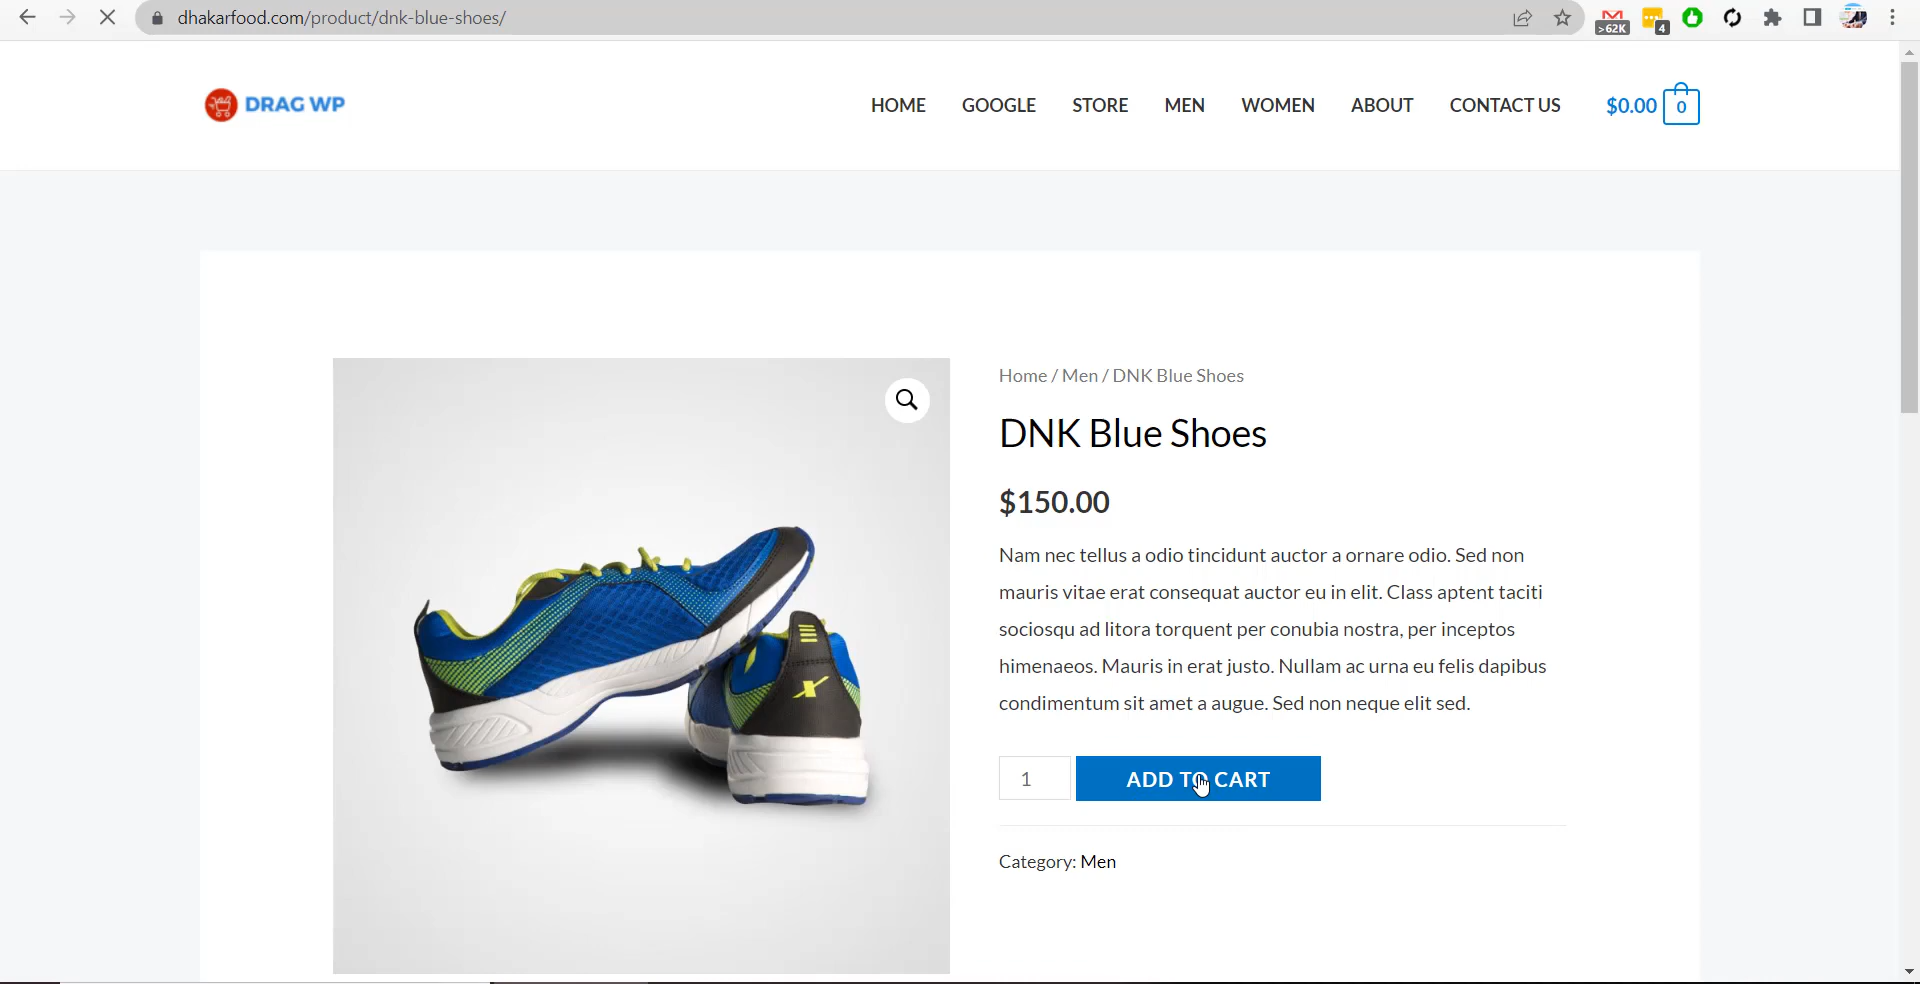 dhakarfood.com/product/dnk-blue-shoes/
>62K
4
DRAG WP
HOME GOOGLE STORE MEN WOMEN ABOUT CONTACT US $0.00 0
Home / Men / DNK Blue Shoes
DNK Blue Shoes
$150.00
Nam nec tellus a odio tincidunt auctor a ornare odio. Sed non
mauris vitae erat consequat auctor eu in elit. Class aptent taciti
sociosqu ad litora torquent per conubia nostra, per inceptos
himenaeos. Mauris in erat justo. Nullam ac urna eu felis dapibus
condimentum sit amet a augue. Sed non neque elit sed.
1 ADD TO CART
Category: Men